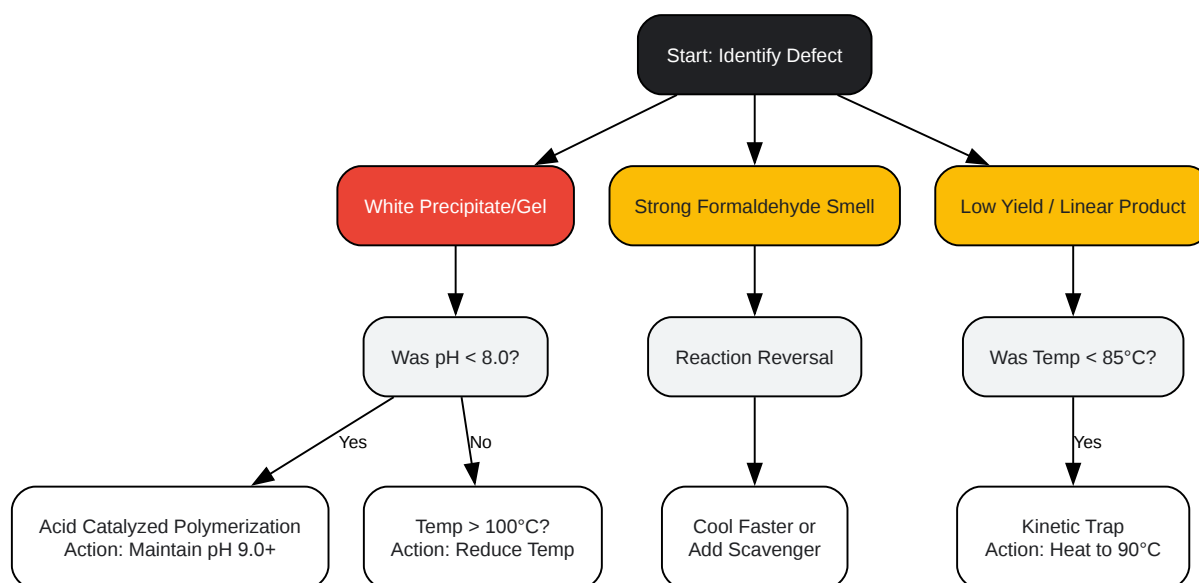 Start: Identify Defect
White Precipitate/Gel
Strong Formaldehyde Smell
Low Yield / Linear Product
Was pH < 8.0?
Reaction Reversal
Was Temp < 85°C?
Yes
No
Yes
Acid Catalyzed Polymerization
Action: Maintain pH 9.0+
Temp > 100°C?
Action: Reduce Temp
Cool Faster or
Add Scavenger
Kinetic Trap
Action: Heat to 90°C